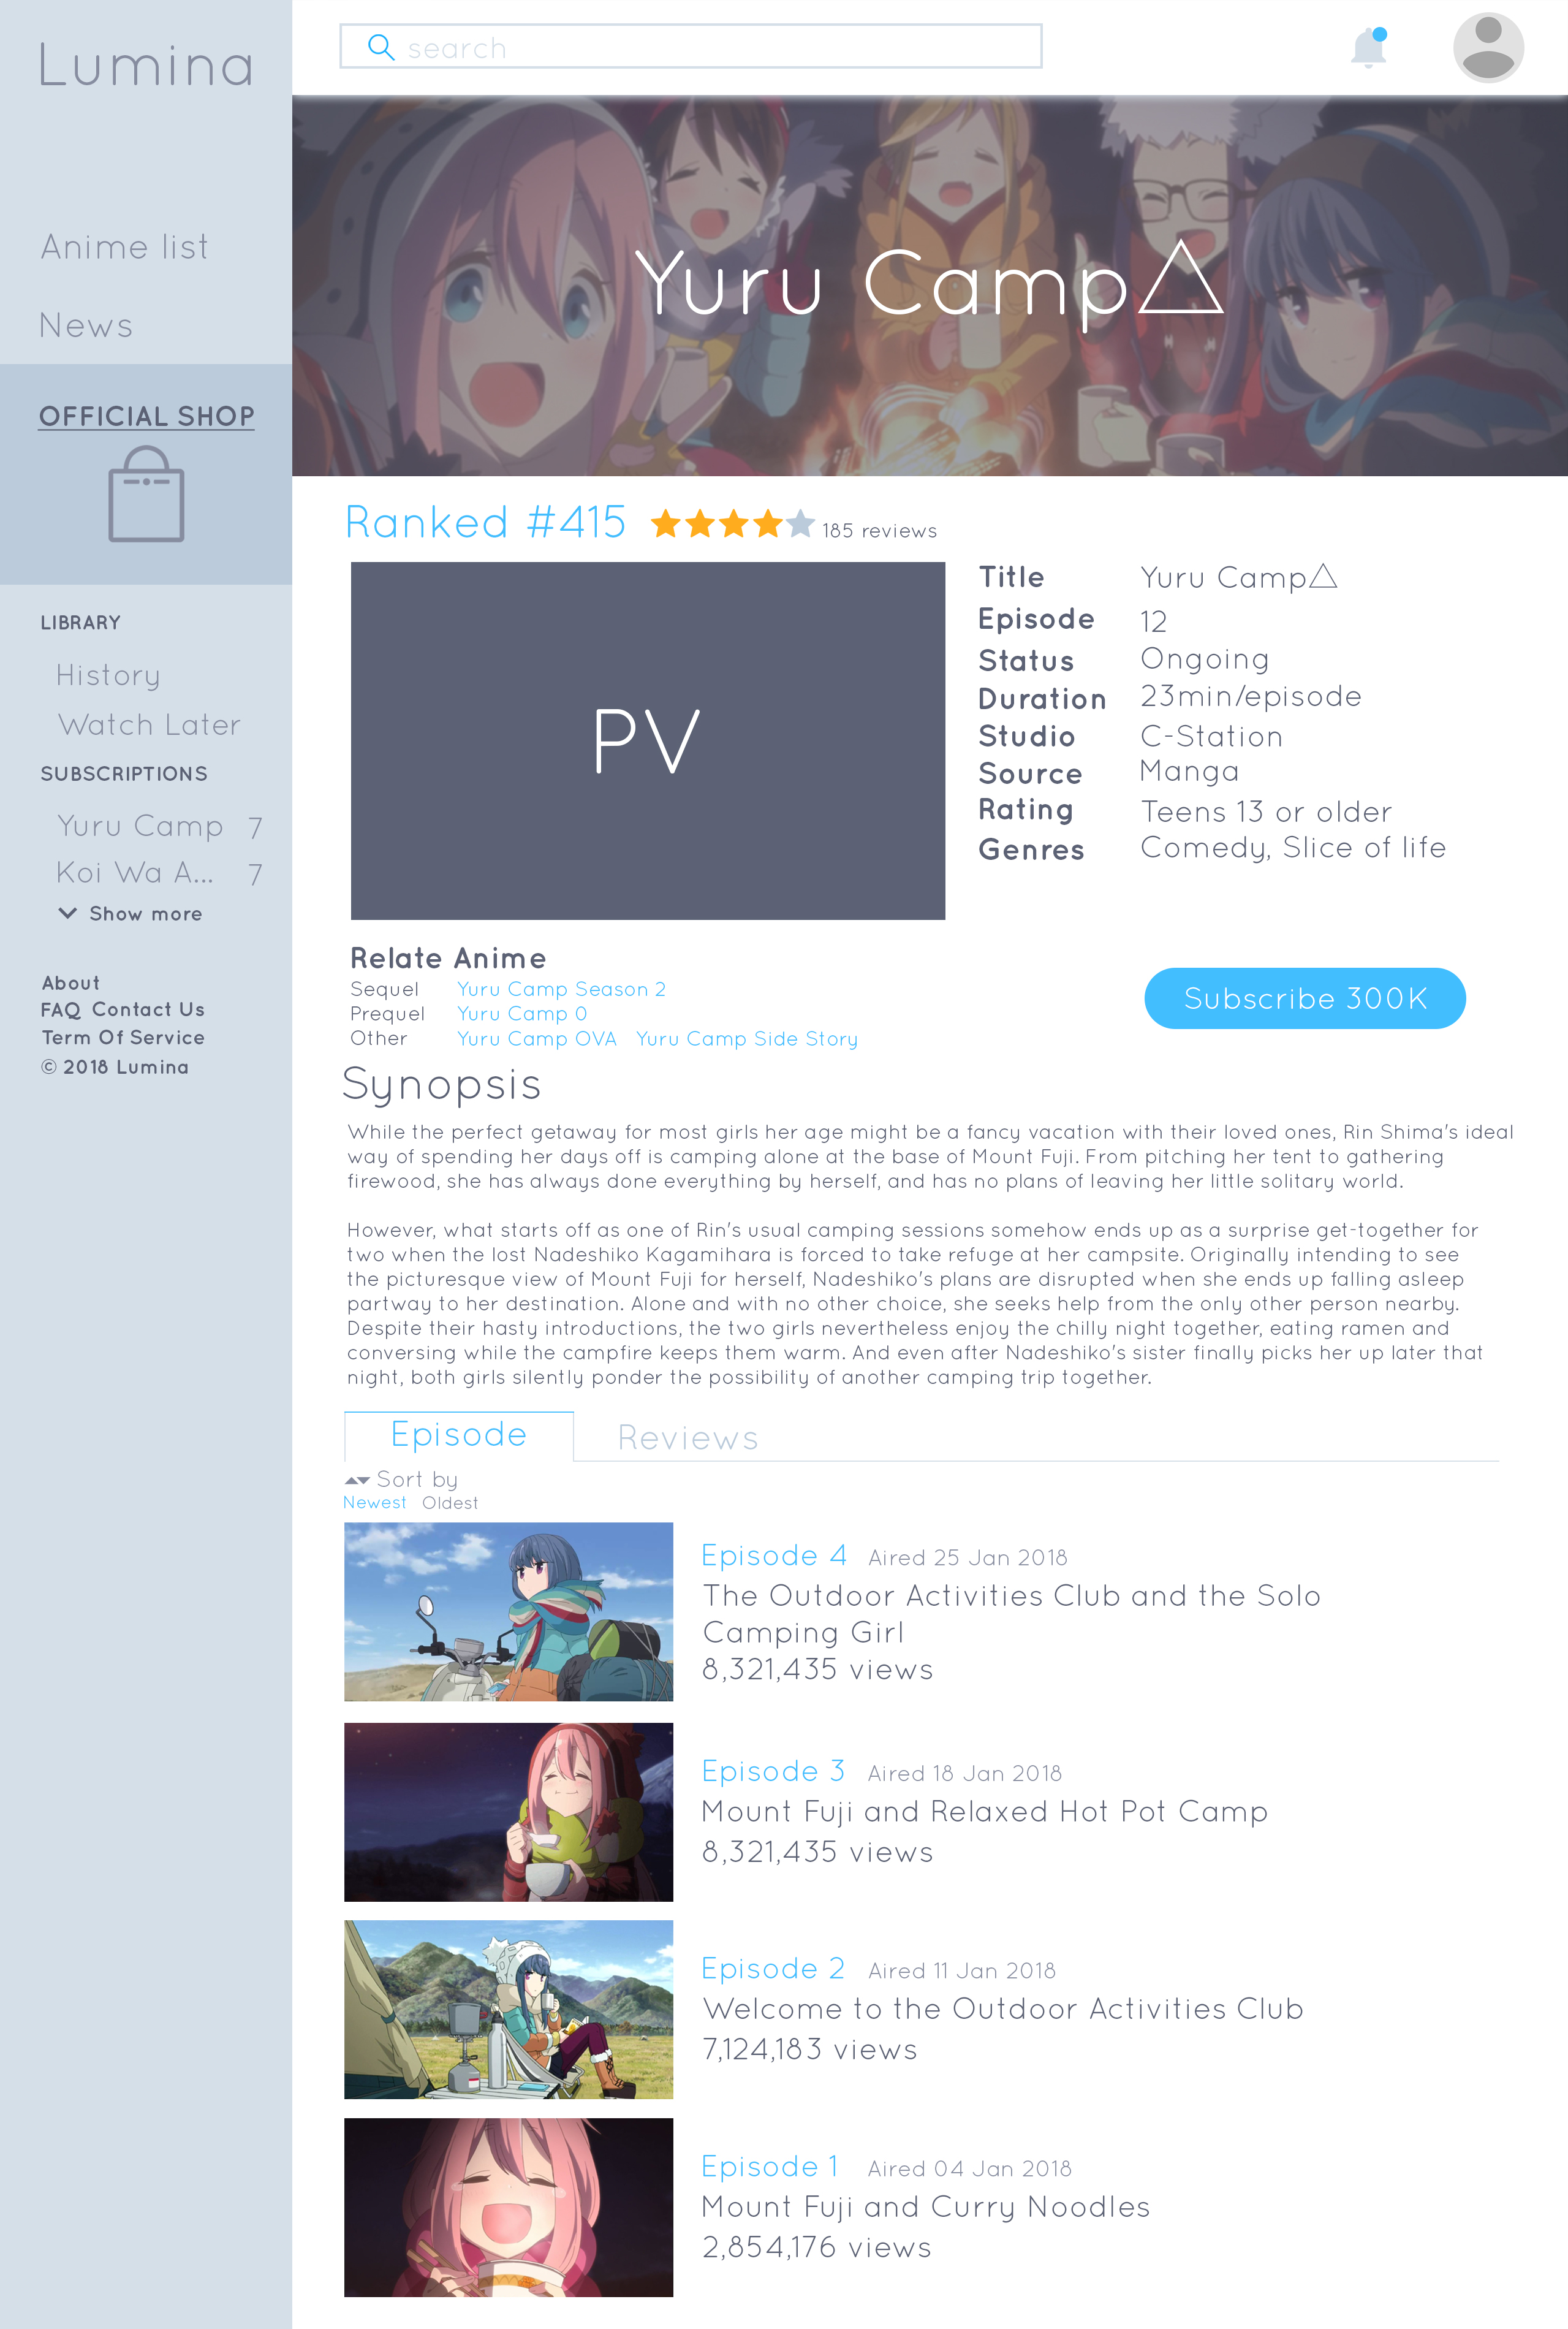 Lumina
search
Anime list
News
OFFICIAL SHOP
LIBRARY
History
Watch Later
SUBSCRIPTIONS
Yuru Camp 7
Koi Wa A... 7
Show more
About
FAQ Contact Us
Term Of Service
© 2018 Lumina
Yuru Camp△
Ranked #415 185 reviews
PV
Title Yuru Camp△
Episode 12
Status Ongoing
Duration 23min/episode
Studio C-Station
Source Manga
Rating Teens 13 or older
Genres Comedy, Slice of life
Relate Anime
Sequel Yuru Camp Season 2
Prequel Yuru Camp 0
Other Yuru Camp OVA Yuru Camp Side Story
Subscribe 300K
Synopsis
While the perfect getaway for most girls her age might be a fancy vacation with their loved ones, Rin Shima's ideal
way of spending her days off is camping alone at the base of Mount Fuji. From pitching her tent to gathering
firewood, she has always done everything by herself, and has no plans of leaving her little solitary world.
However, what starts off as one of Rin's usual camping sessions somehow ends up as a surprise get-together for
two when the lost Nadeshiko Kagamihara is forced to take refuge at her campsite. Originally intending to see
the picturesque view of Mount Fuji for herself, Nadeshiko's plans are disrupted when she ends up falling asleep
partway to her destination. Alone and with no other choice, she seeks help from the only other person nearby.
Despite their hasty introductions, the two girls nevertheless enjoy the chilly night together, eating ramen and
conversing while the campfire keeps them warm. And even after Nadeshiko's sister finally picks her up later that
night, both girls silently ponder the possibility of another camping trip together.
Episode Reviews
Sort by
Newest Oldest
Episode 4 Aired 25 Jan 2018
The Outdoor Activities Club and the Solo
Camping Girl
8,321,435 views
Episode 3 Aired 18 Jan 2018
Mount Fuji and Relaxed Hot Pot Camp
8,321,435 views
Episode 2 Aired 11 Jan 2018
Welcome to the Outdoor Activities Club
7,124,183 views
Episode 1 Aired 04 Jan 2018
Mount Fuji and Curry Noodles
2,854,176 views